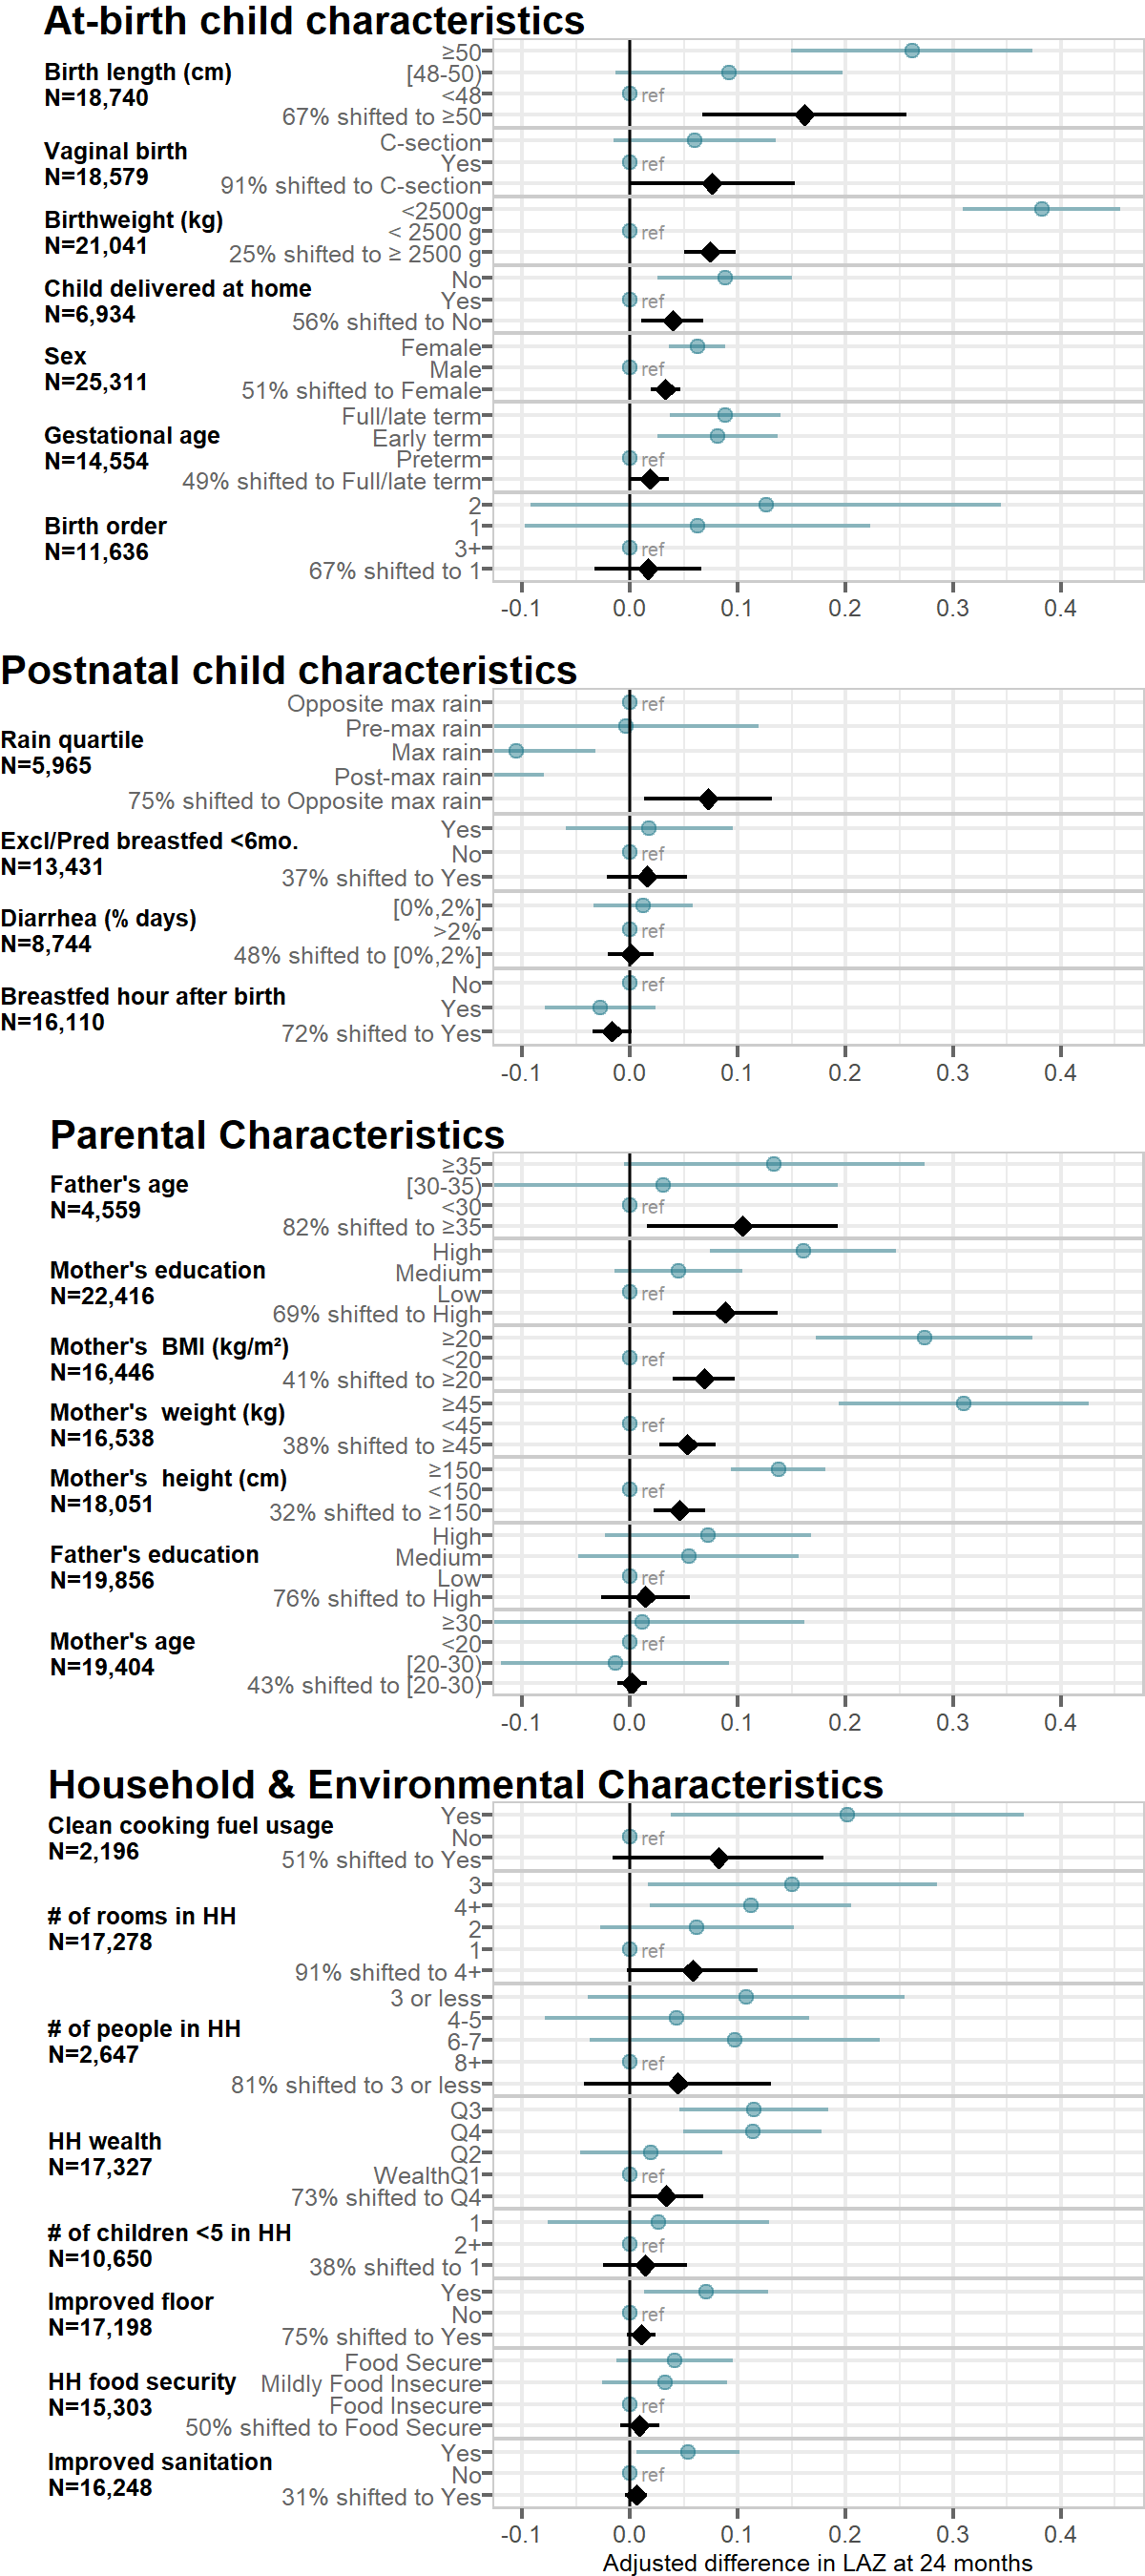 At-birth child characteristics
Birth length (cm)
N=18,740
≥50
[48-50)
<48
ref
67% shifted to ≥50
Vaginal birth
N=18,579
C-section
Yes
ref
91% shifted to C-section
Birthweight (kg)
N=21,041
<2500g
< 2500 g
ref
25% shifted to ≥ 2500 g
Child delivered at home
N=6,934
No
Yes
ref
56% shifted to No
Sex
N=25,311
Female
Male
ref
51% shifted to Female
Gestational age
N=14,554
Full/late term
Early term
Preterm
ref
49% shifted to Full/late term
Birth order
N=11,636
2
1
3+
ref
67% shifted to 1
-0.1 0.0 0.1 0.2 0.3 0.4
Postnatal child characteristics
Rain quartile
N=5,965
Opposite max rain
ref
Pre-max rain
Max rain
Post-max rain
75% shifted to Opposite max rain
Excl/Pred breastfed <6mo.
N=13,431
Yes
No
ref
37% shifted to Yes
Diarrhea (% days)
N=8,744
[0%,2%]
>2%
ref
48% shifted to [0%,2%]
Breastfed hour after birth
N=16,110
No
ref
Yes
72% shifted to Yes
-0.1 0.0 0.1 0.2 0.3 0.4
Parental Characteristics
Father's age
N=4,559
≥35
[30-35)
<30
ref
82% shifted to ≥35
Mother's education
N=22,416
High
Medium
Low
ref
69% shifted to High
Mother's  BMI (kg/m²)
N=16,446
≥20
<20
ref
41% shifted to ≥20
Mother's  weight (kg)
N=16,538
≥45
<45
ref
38% shifted to ≥45
Mother's  height (cm)
N=18,051
≥150
<150
ref
32% shifted to ≥150
Father's education
N=19,856
High
Medium
Low
ref
76% shifted to High
Mother's age
N=19,404
≥30
<20
ref
[20-30)
43% shifted to [20-30)
-0.1 0.0 0.1 0.2 0.3 0.4
Household & Environmental Characteristics
Clean cooking fuel usage
N=2,196
Yes
No
ref
51% shifted to Yes
# of rooms in HH
N=17,278
3
4+
2
1
ref
91% shifted to 4+
# of people in HH
N=2,647
3 or less
4-5
6-7
8+
ref
81% shifted to 3 or less
HH wealth
N=17,327
Q3
Q4
Q2
WealthQ1
ref
73% shifted to Q4
# of children <5 in HH
N=10,650
1
2+
ref
38% shifted to 1
Improved floor
N=17,198
Yes
No
ref
75% shifted to Yes
HH food security
N=15,303
Food Secure
Mildly Food Insecure
Food Insecure
ref
50% shifted to Food Secure
Improved sanitation
N=16,248
Yes
No
ref
31% shifted to Yes
-0.1 0.0 0.1 0.2 0.3 0.4
Adjusted difference in LAZ at 24 months